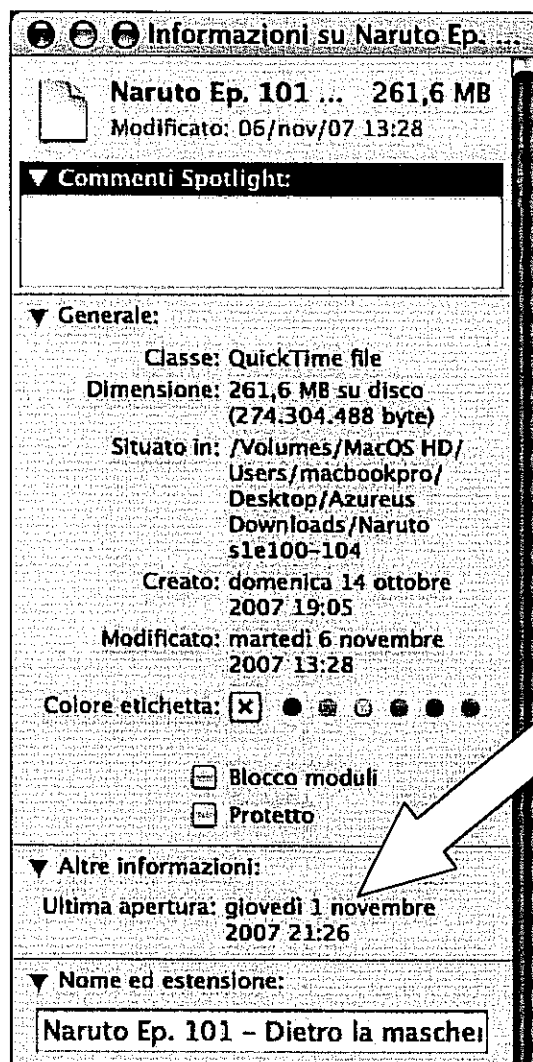 Informazioni su Naruto Ep. ...
Naruto Ep. 101 ... 261,6 MB
Modificato: 06/nov/07 13:28
▼ Commenti Spotlight:
▼ Generale:
Classe: QuickTime file
Dimensione: 261,6 MB su disco
(274.304.488 byte)
Situato in: /Volumes/MacOS HD/
Users/macbookpro/
Desktop/Azureus
Downloads/Naruto
s1e100-104
Creato: domenica 14 ottobre
2007 19:05
Modificato: martedì 6 novembre
2007 13:28
Colore etichetta:
Blocco moduli
Protetto
▼ Altre informazioni:
Ultima apertura: giovedì 1 novembre
2007 21:26
▼ Nome ed estensione:
Naruto Ep. 101 - Dietro la mascher